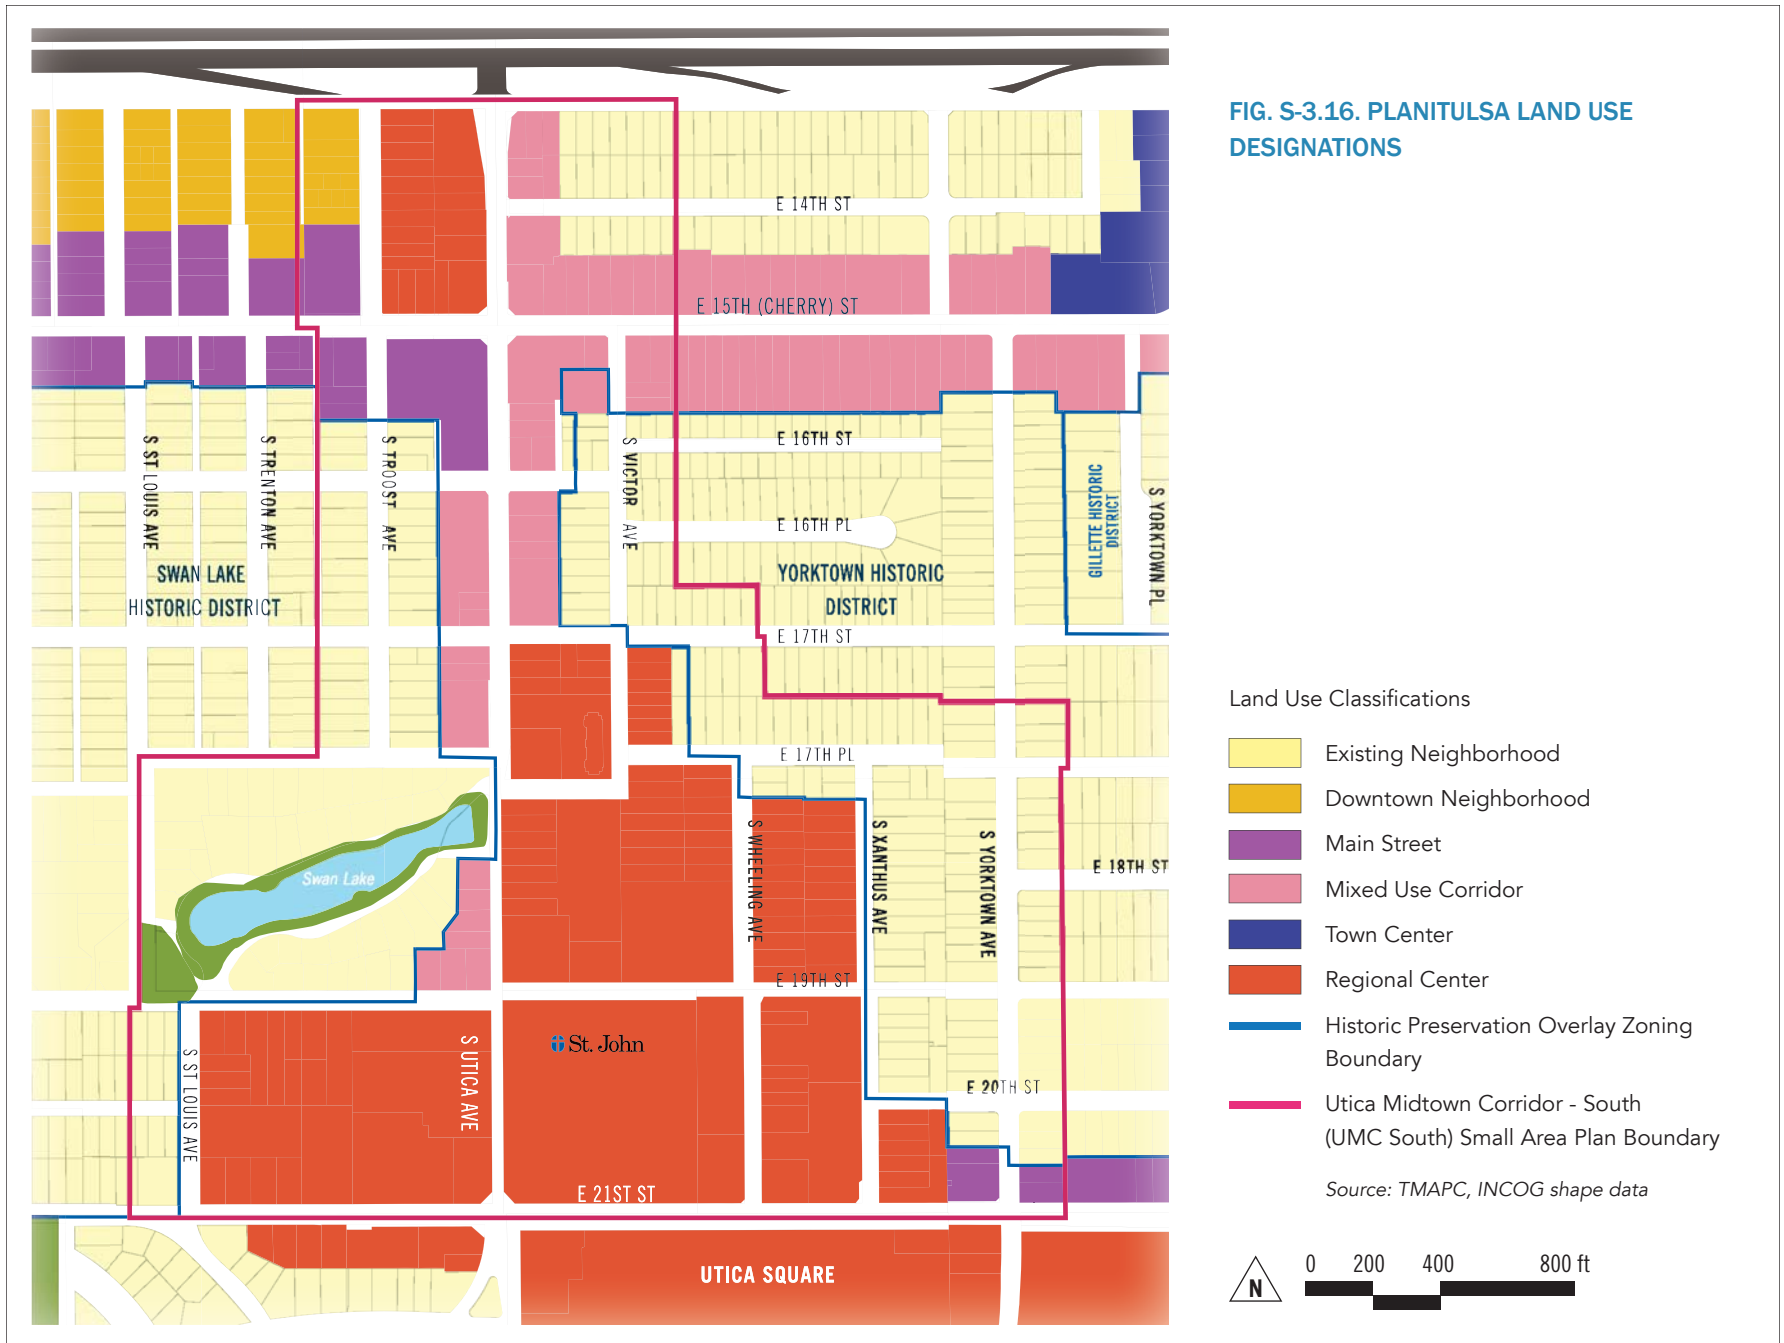 FIG. S-3.16. PLANITULSA LAND USE
DESIGNATIONS
E 14TH ST
E 15TH (CHERRY) ST
S ST LOUIS AVE
S TRENTON AVE
S TROOST AVE
S VICTOR AVE
E 16TH ST
E 16TH PL
GILLETTE HISTORIC
DISTRICT
S YORKTOWN PL
SWAN LAKE
HISTORIC DISTRICT
YORKTOWN HISTORIC
DISTRICT
E 17TH ST
E 17TH PL
Swan Lake
S WHEELING AVE
S XANTHUS AVE
S YORKTOWN AVE
E 18TH ST
E 19TH ST
S ST LOUIS AVE
S UTICA AVE
St. John
E 20TH ST
E 21ST ST
UTICA SQUARE
Land Use Classifications
Existing Neighborhood
Downtown Neighborhood
Main Street
Mixed Use Corridor
Town Center
Regional Center
Historic Preservation Overlay Zoning
Boundary
Utica Midtown Corridor - South
(UMC South) Small Area Plan Boundary
Source: TMAPC, INCOG shape data
N
0 200 400 800 ft